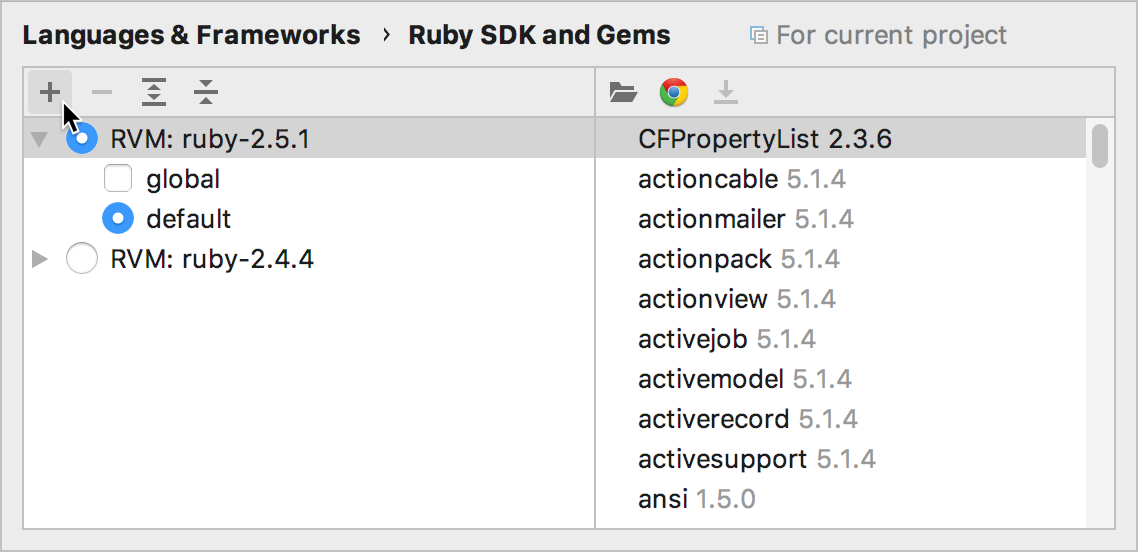 Languages & Frameworks › Ruby SDK and Gems For current project
RVM: ruby-2.5.1
global
default
RVM: ruby-2.4.4
CFPropertyList 2.3.6
actioncable 5.1.4
actionmailer 5.1.4
actionpack 5.1.4
actionview 5.1.4
activejob 5.1.4
activemodel 5.1.4
activerecord 5.1.4
activesupport 5.1.4
ansi 1.5.0